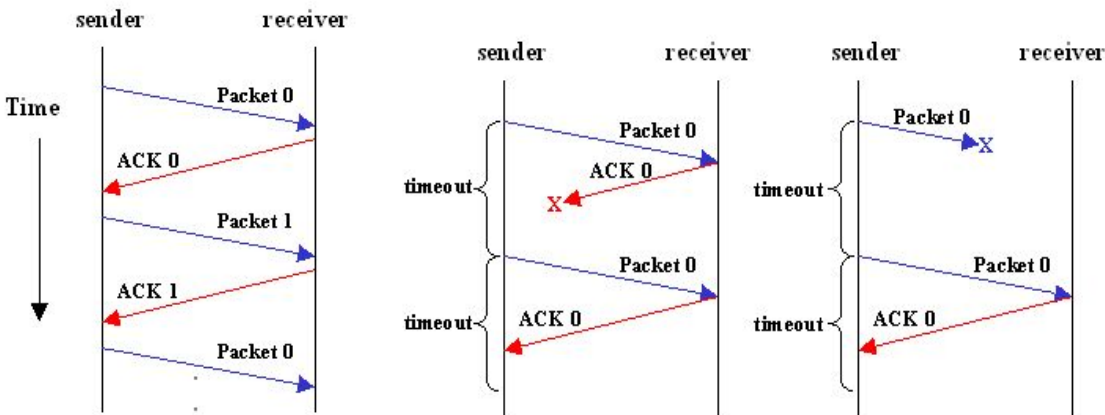 sender receiver
Time
Packet 0
ACK 0
Packet 1
ACK 1
Packet 0
sender receiver
timeout
Packet 0
ACK 0
X
timeout
Packet 0
ACK 0
sender receiver
timeout
Packet 0
X
timeout
Packet 0
ACK 0